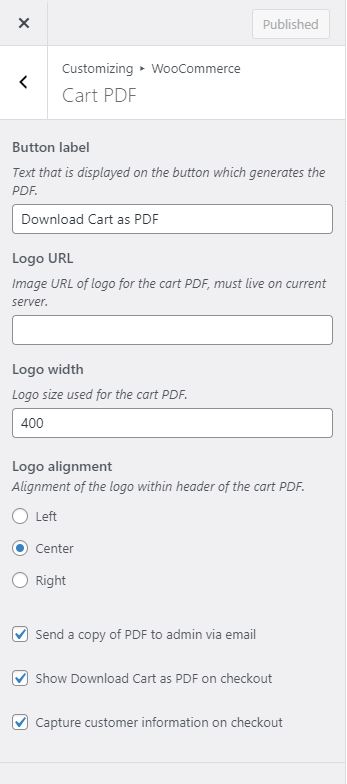 Published
Customizing ▸ WooCommerce
Cart PDF
Button label
Text that is displayed on the button which generates the
PDF.
Download Cart as PDF
Logo URL
Image URL of logo for the cart PDF, must live on current
server.
Logo width
Logo size used for the cart PDF.
400
Logo alignment
Alignment of the logo within header of the cart PDF.
Left
Center
Right
Send a copy of PDF to admin via email
Show Download Cart as PDF on checkout
Capture customer information on checkout